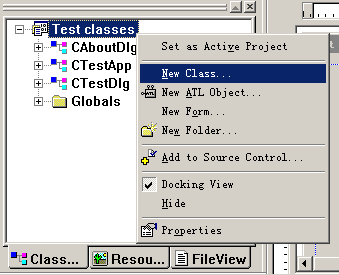 Test classes
CAboutDlg
CTestApp
CTestDlg
Globals
Set as Active Project
New Class...
New ATL Object...
New Form...
New Folder...
Add to Source Control...
Docking View
Hide
Properties
Class... Resou... FileView